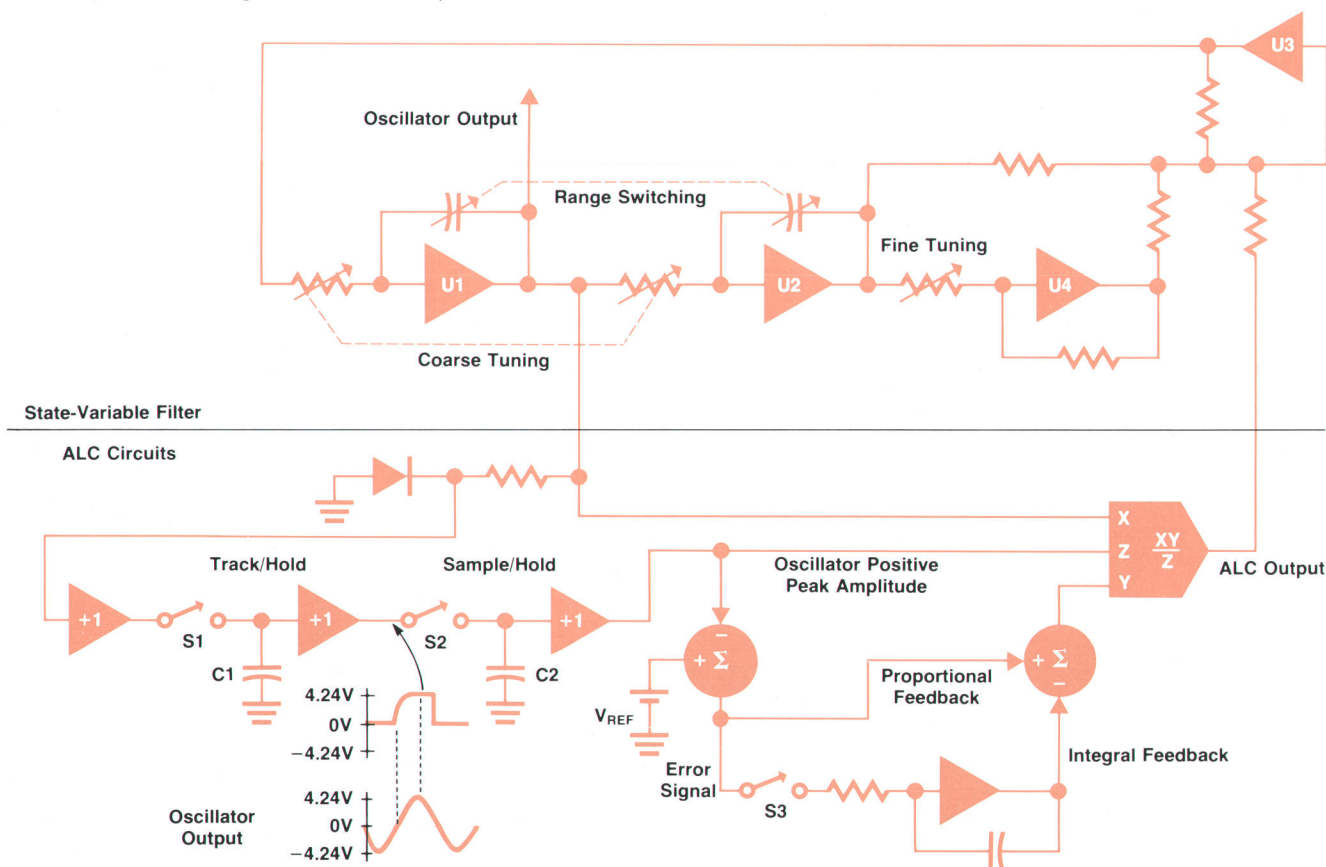 U3
Oscillator Output
Range Switching
Fine Tuning
U1
U2
U4
Coarse Tuning
State-Variable Filter
ALC Circuits
X
Track/Hold
Sample/Hold
Oscillator Positive
Peak Amplitude
Z
XY
Z
ALC Output
Y
+1
S1
+1
S2
+1
C1
C2
−
+ Σ
+ Σ
−
4.24V
0V
−4.24V
VREF
Proportional
Feedback
Error
Signal
Integral Feedback
S3
Oscillator
Output
4.24V
0V
−4.24V